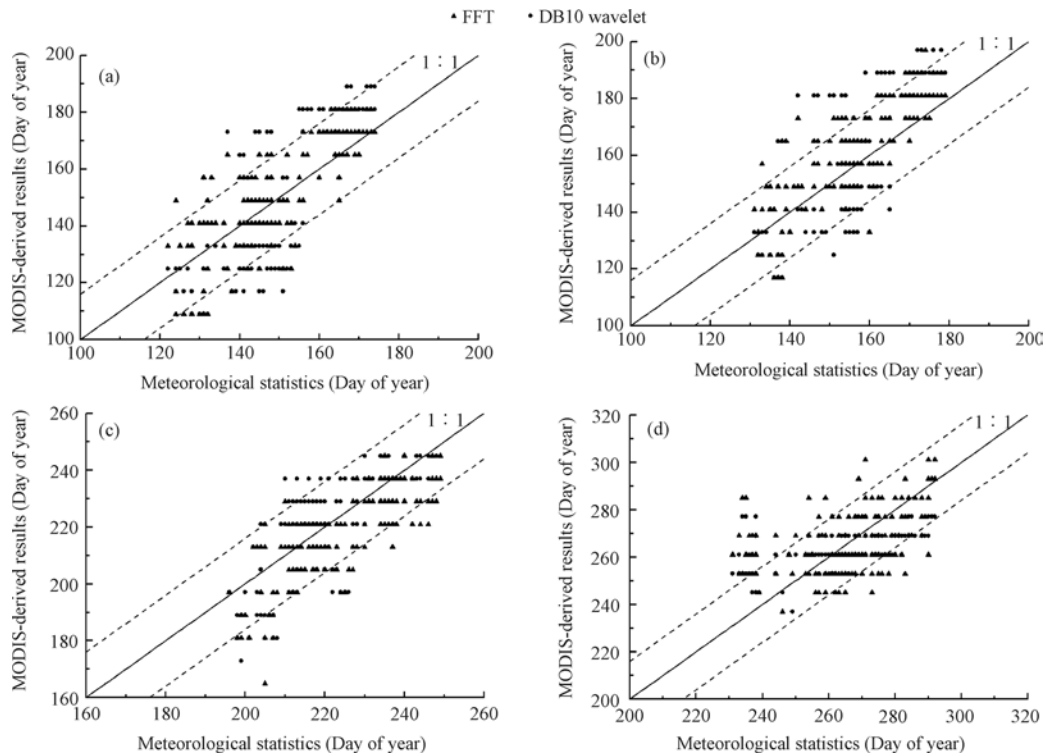 ▲ FFT • DB10 wavelet
(a)
1∶1
MODIS-derived results (Day of year)
200
180
160
140
120
100
100 120 140 160 180 200
Meteorological statistics (Day of year)
(b)
1∶1
MODIS-derived results (Day of year)
200
180
160
140
120
100
100 120 140 160 180 200
Meteorological statistics (Day of year)
(c)
1∶1
MODIS-derived results (Day of year)
260
240
220
200
180
160
160 180 200 220 240 260
Meteorological statistics (Day of year)
(d)
1∶1
MODIS-derived results (Day of year)
320
300
280
260
240
220
200
200 220 240 260 280 300 320
Meteorological statistics (Day of year)